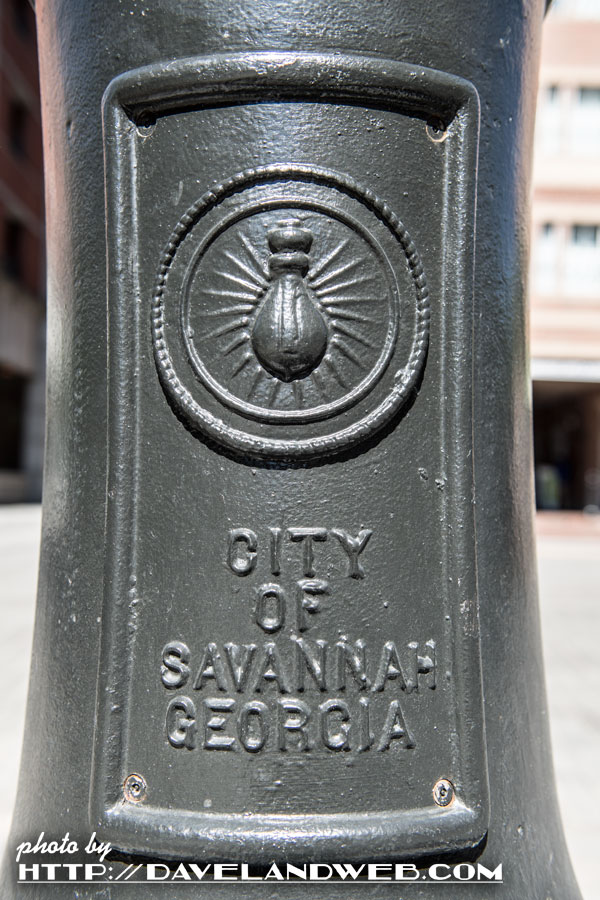 CITY
OF
SAVANNAH
GEORGIA
photo by
HTTP://DAVELANDWEB.COM